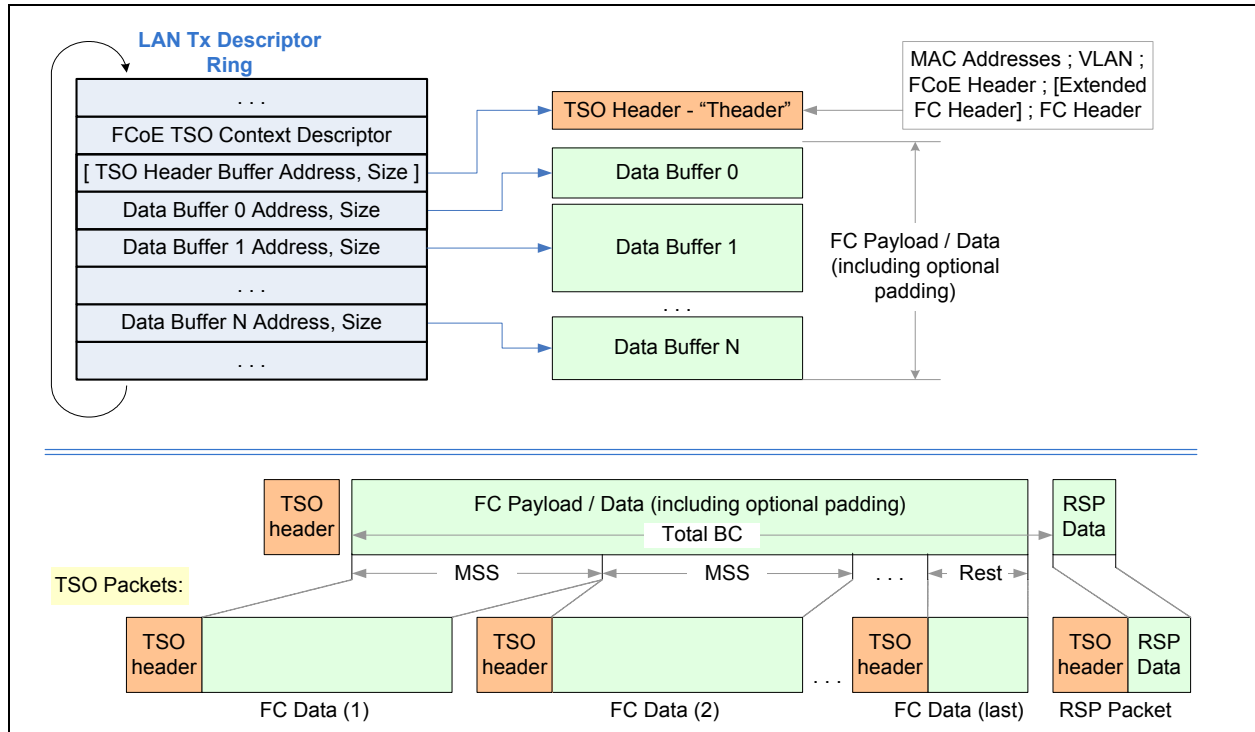 LAN Tx Descriptor
Ring
. . .
FCoE TSO Context Descriptor
[ TSO Header Buffer Address, Size ]
Data Buffer 0 Address, Size
Data Buffer 1 Address, Size
. . .
Data Buffer N Address, Size
. . .
TSO Header - “Theader”
Data Buffer 0
Data Buffer 1
. . .
Data Buffer N
MAC Addresses ; VLAN ;
FCoE Header ; [Extended
FC Header] ; FC Header
FC Payload / Data
(including optional
padding)
TSO
header
FC Payload / Data (including optional padding)
Total BC
RSP
Data
MSS
MSS
. . .
Rest
TSO Packets:
TSO
header
TSO
header
. . .
TSO
header
TSO
header
RSP
Data
FC Data (1)
FC Data (2)
FC Data (last)
RSP Packet